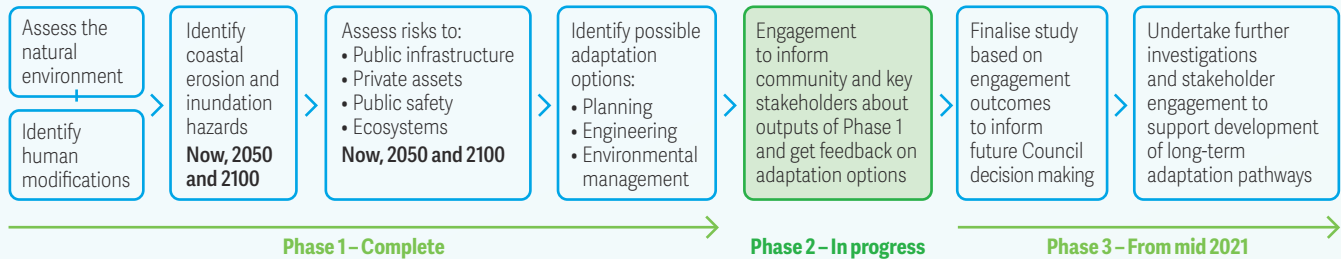 Assess the
natural
environment
Identify
human
modifications
Identify
coastal
erosion and
inundation
hazards
Now, 2050
and 2100
Assess risks to:
• Public infrastructure
• Private assets
• Public safety
• Ecosystems
Now, 2050 and 2100
Identify possible
adaptation
options:
• Planning
• Engineering
• Environmental
management
Engagement
to inform
community and key
stakeholders about
outputs of Phase 1
and get feedback on
adaptation options
Finalise study
based on
engagement
outcomes
to inform
future Council
decision making
Undertake further
investigations
and stakeholder
engagement to
support development
of long-term
adaptation pathways
Phase 1 – Complete
Phase 2 – In progress
Phase 3 – From mid 2021